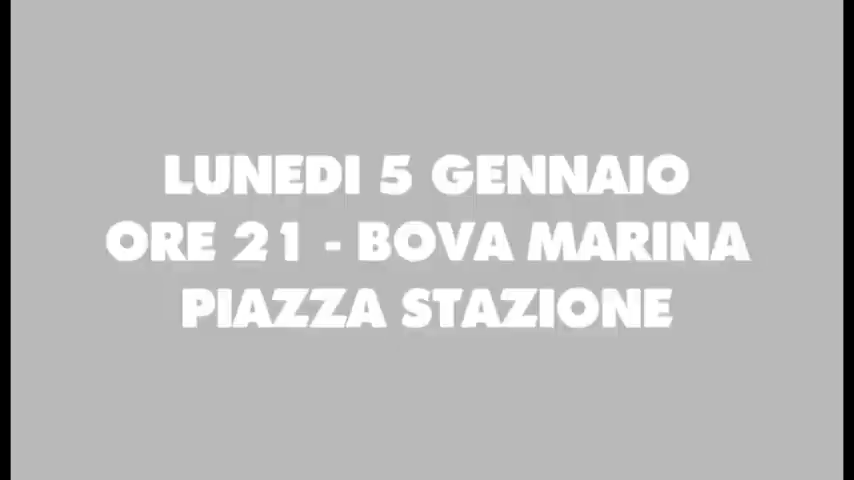 LUNEDI 5 GENNAIO
ORE 21 - BOVA MARINA
PIAZZA STAZIONE